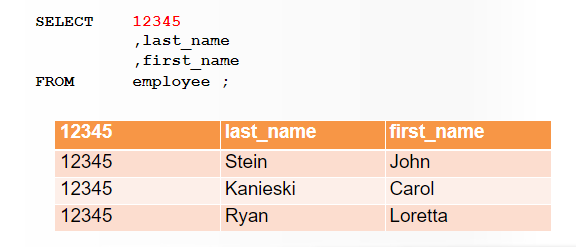 SELECT 12345
,last_name
,first_name
FROM employee ;
12345 last_name first_name
12345 Stein John
12345 Kanieski Carol
12345 Ryan Loretta